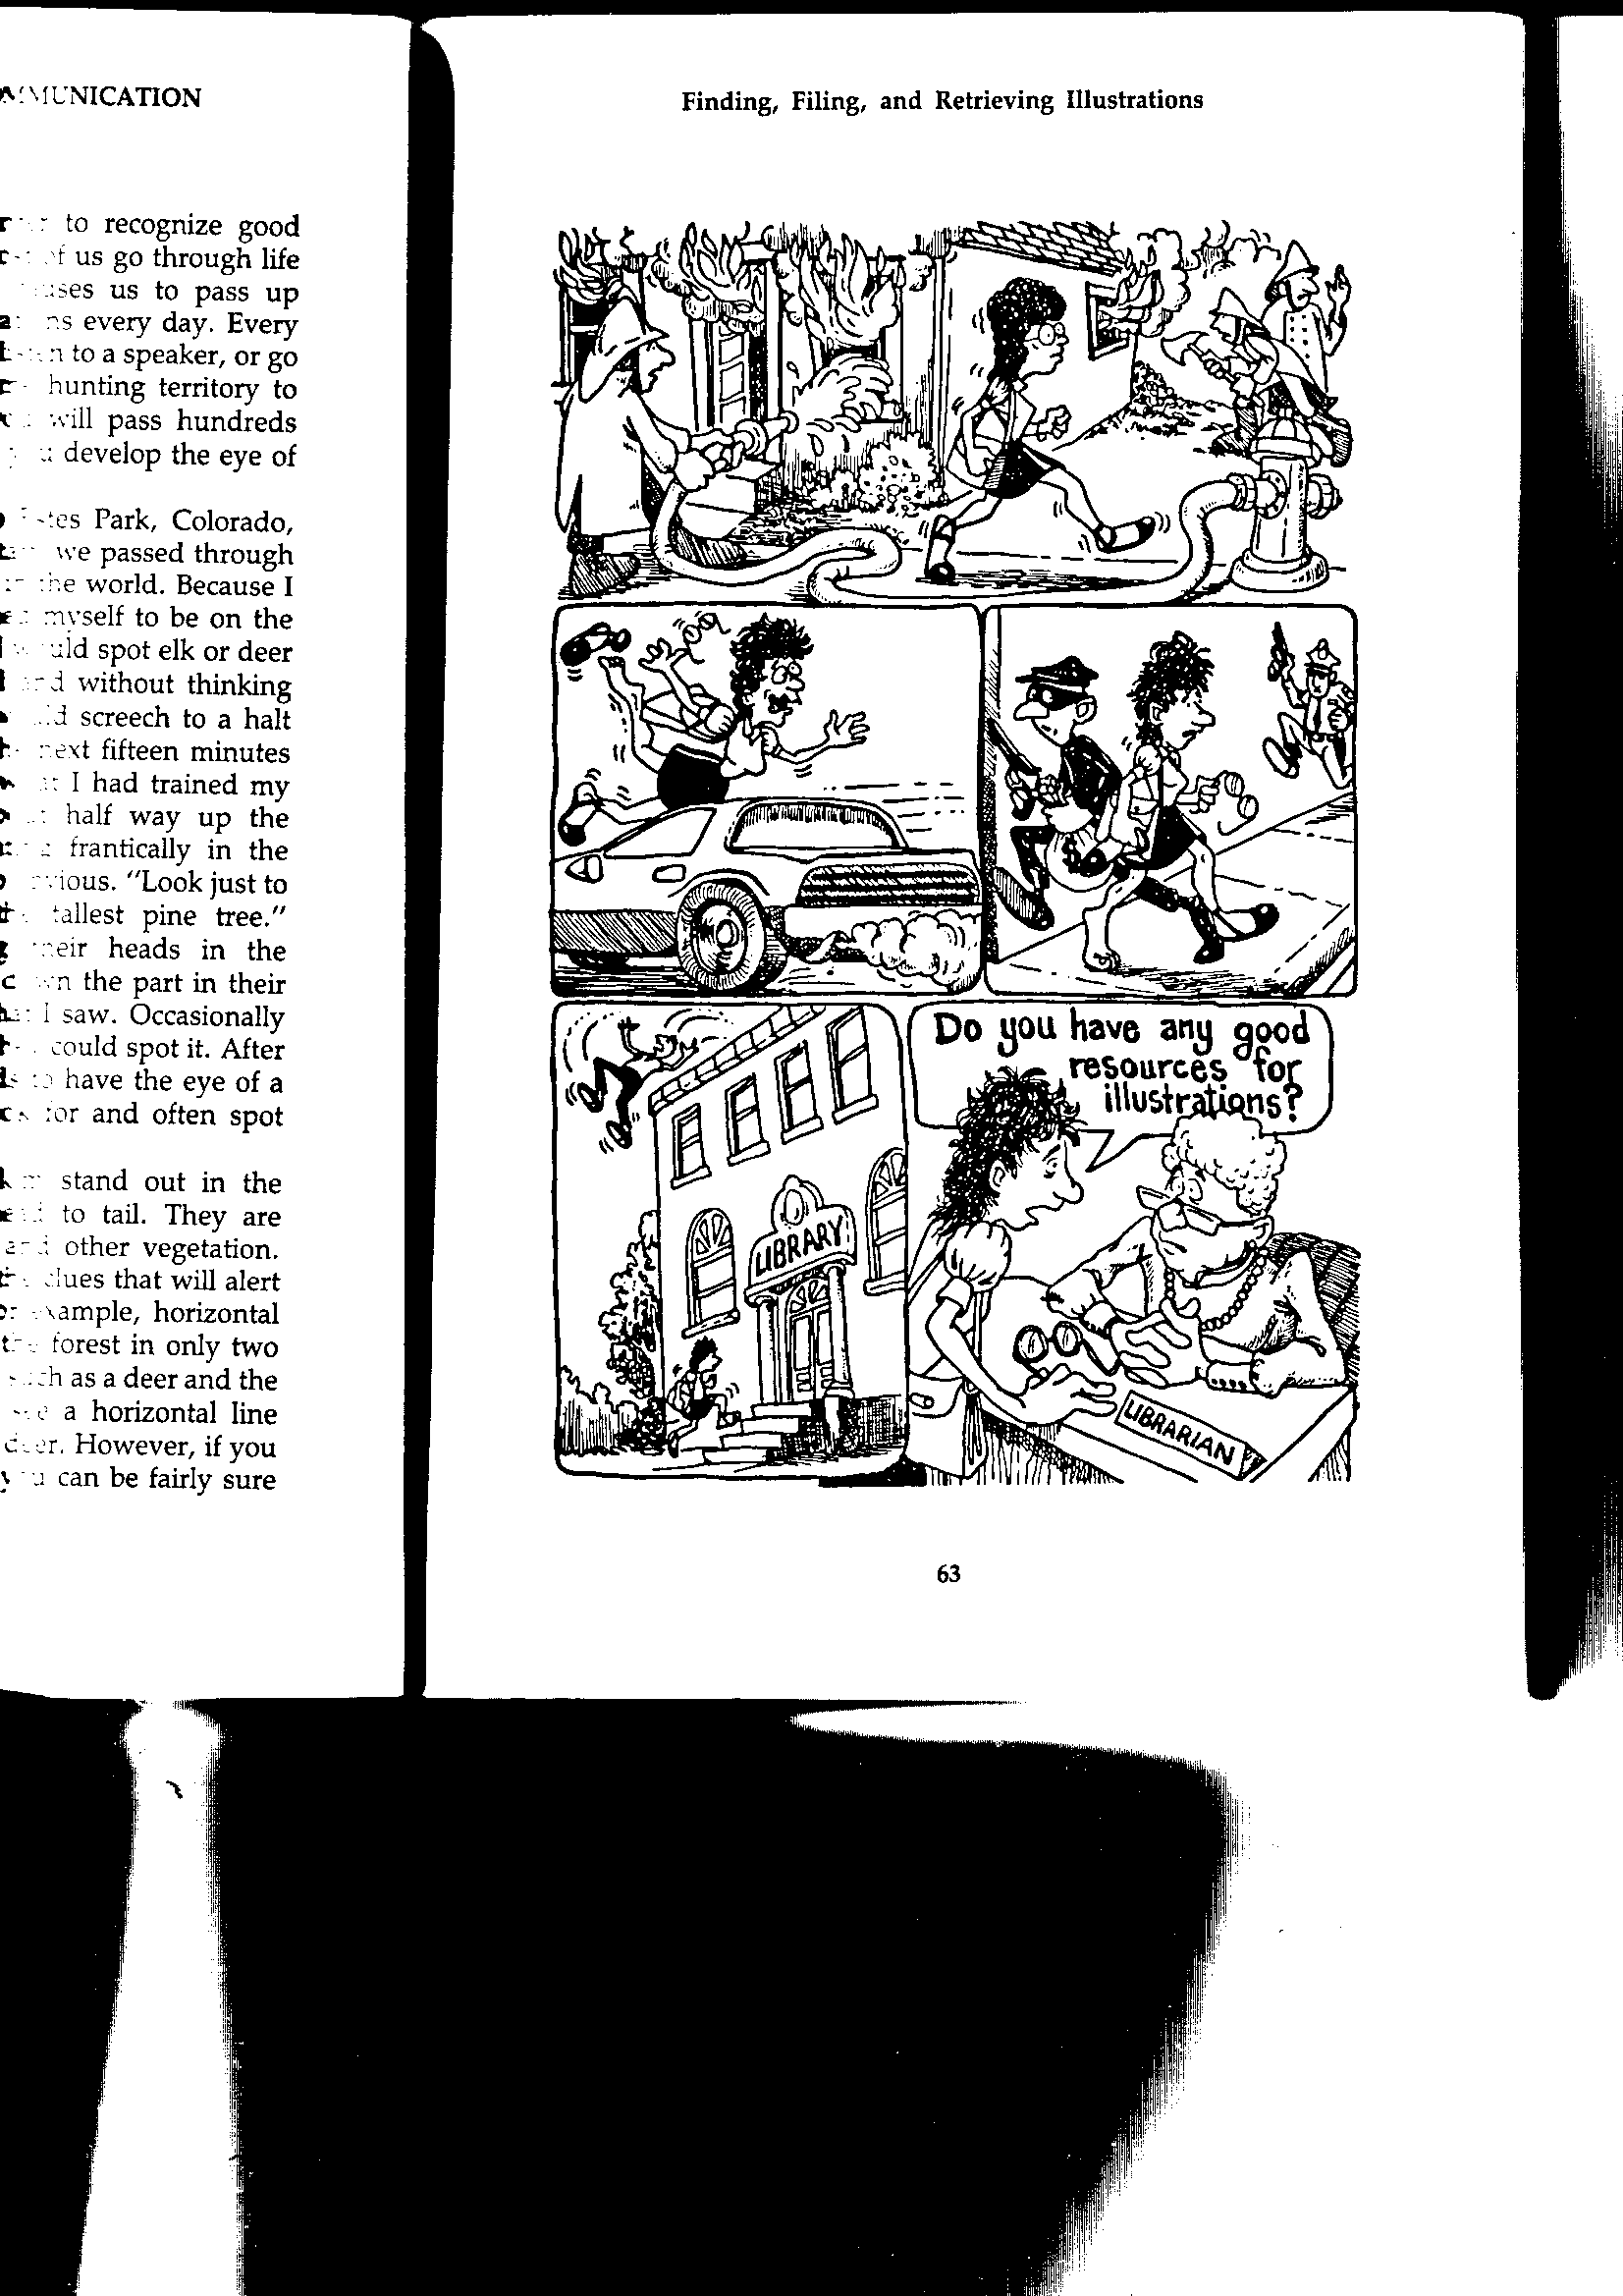 MMUNICATION
to recognize good
of us go through life
us to pass up
every day. Every
to a speaker, or go
hunting territory to
will pass hundreds
develop the eye of
Park, Colorado,
we passed through
the world. Because I
myself to be on the
spot elk or deer
without thinking
screech to a halt
next fifteen minutes
I had trained my
half way up the
frantically in the
"Look just to
tallest pine tree."
heads in the
the part in their
I saw. Occasionally
could spot it. After
to have the eye of a
and often spot
stand out in the
to tail. They are
other vegetation.
clues that will alert
example, horizontal
forest in only two
as a deer and the
a horizontal line
However, if you
can be fairly sure
Finding, Filing, and Retrieving Illustrations
LIBRARY
Do you have any good
resources for
illustrations?
LIBRARIAN
63